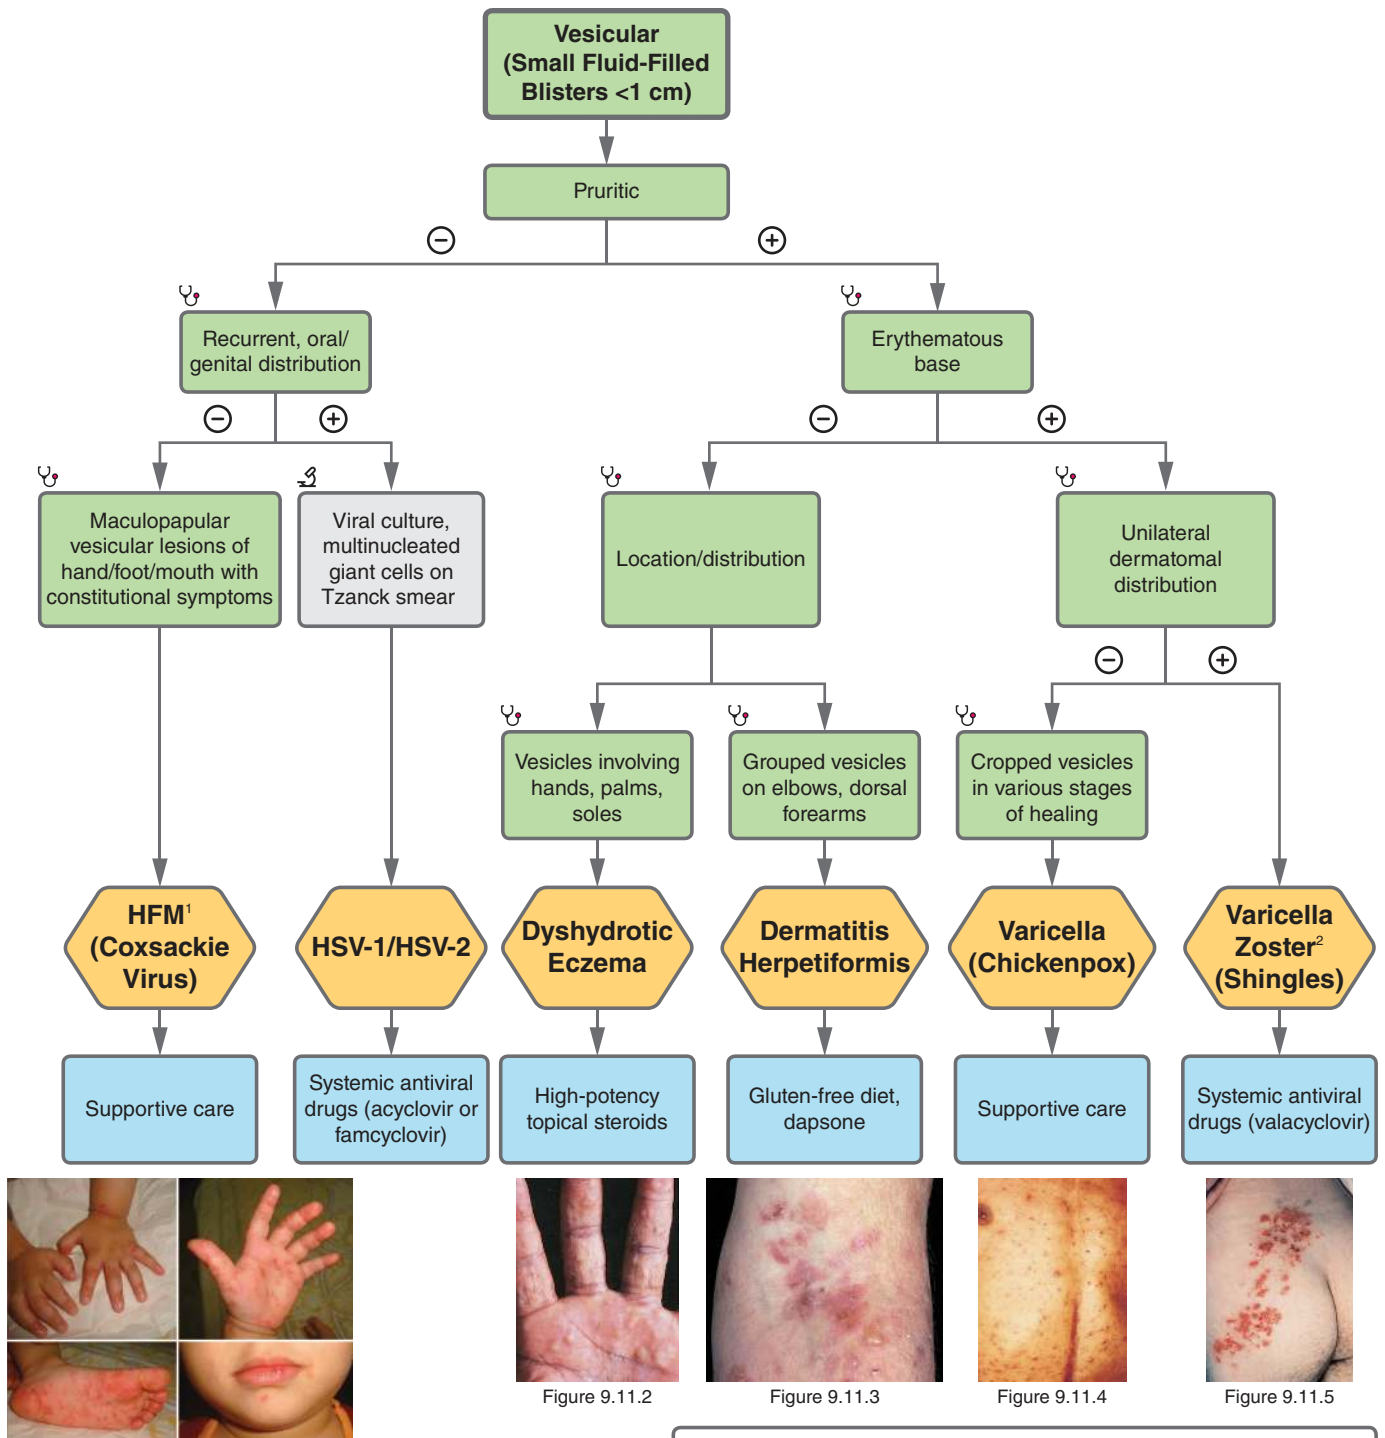 Vesicular
(Small Fluid-Filled
Blisters <1 cm)
Pruritic
−
+
Recurrent, oral/
genital distribution
Erythematous
base
−
+
−
+
Maculopapular
vesicular lesions of
hand/foot/mouth with
constitutional symptoms
Viral culture,
multinucleated
giant cells on
Tzanck smear
Location/distribution
Unilateral
dermatomal
distribution
−
+
Vesicles involving
hands, palms,
soles
Grouped vesicles
on elbows, dorsal
forearms
Cropped vesicles
in various stages
of healing
HFM1
(Coxsackie
Virus)
HSV-1/HSV-2
Dyshydrotic
Eczema
Dermatitis
Herpetiformis
Varicella
(Chickenpox)
Varicella
Zoster2
(Shingles)
Supportive care
Systemic antiviral
drugs (acyclovir or
famcyclovir)
High-potency
topical steroids
Gluten-free diet,
dapsone
Supportive care
Systemic antiviral
drugs (valacyclovir)
Figure 9.11.2
Figure 9.11.3
Figure 9.11.4
Figure 9.11.5